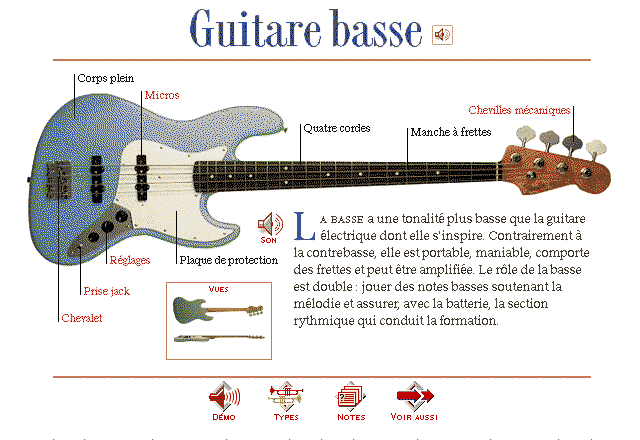 Guitare basse
Corps plein
Micros
Chevilles mécaniques
Quatre cordes
Manche à frettes
SON
LA BASSE a une tonalité plus basse que la guitare
électrique dont elle s'inspire. Contrairement à
la contrebasse, elle est portable, maniable, comporte
des frettes et peut être amplifiée. Le rôle de la basse
est double : jouer des notes basses soutenant la
mélodie et assurer, avec la batterie, la section
rythmique qui conduit la formation.
Réglages
Plaque de protection
Prise jack
Chevalet
VUES
DÉMO
TYPES
NOTES
VOIR AUSSI